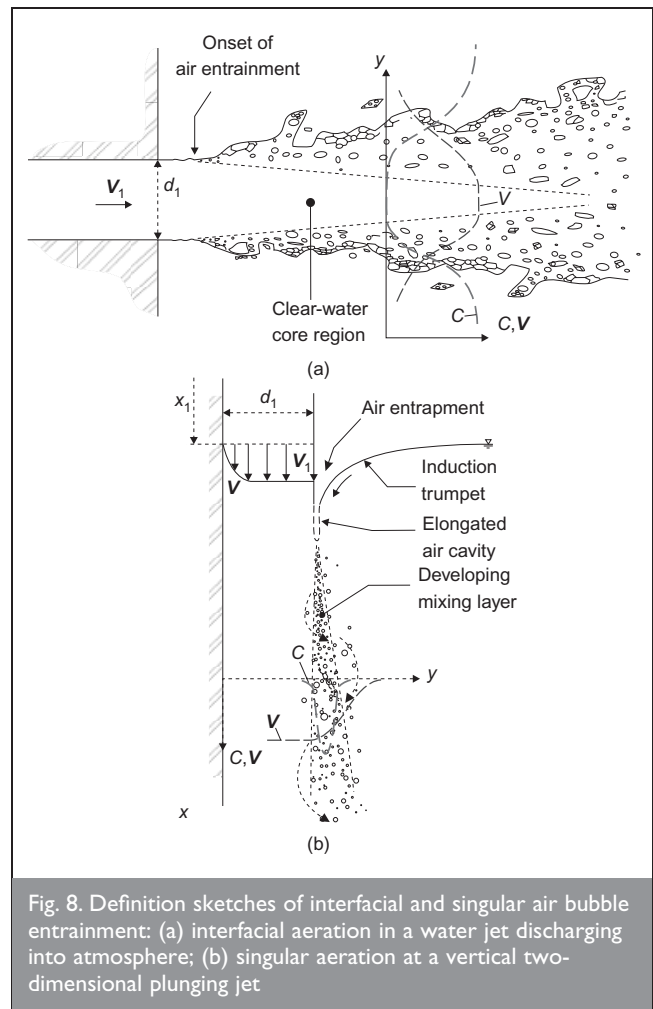 Onset of
air entrainment
y
V₁
d₁
V
Clear-water
core region
C
C,V
(a)
x₁
d₁
Air entrapment
V₁
V
Induction
trumpet
Elongated
air cavity
Developing
mixing layer
C
y
V
C,V
x
(b)
Fig. 8. Definition sketches of interfacial and singular air bubble
entrainment: (a) interfacial aeration in a water jet discharging
into atmosphere; (b) singular aeration at a vertical two-
dimensional plunging jet